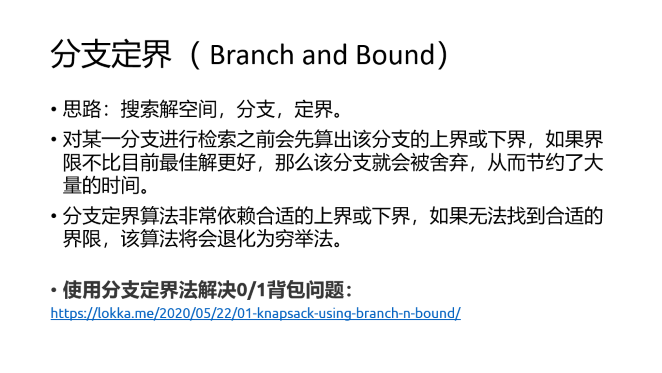 分支定界（ Branch and Bound）
• 思路：搜索解空间，分支，定界。
• 对某一分支进行检索之前会先算出该分支的上界或下界，如果界
限不比目前最佳解更好，那么该分支就会被舍弃，从而节约了大
量的时间。
• 分支定界算法非常依赖合适的上界或下界，如果无法找到合适的
界限，该算法将会退化为穷举法。
• 使用分支定界法解决0/1背包问题：
https://lokka.me/2020/05/22/01-knapsack-using-branch-n-bound/